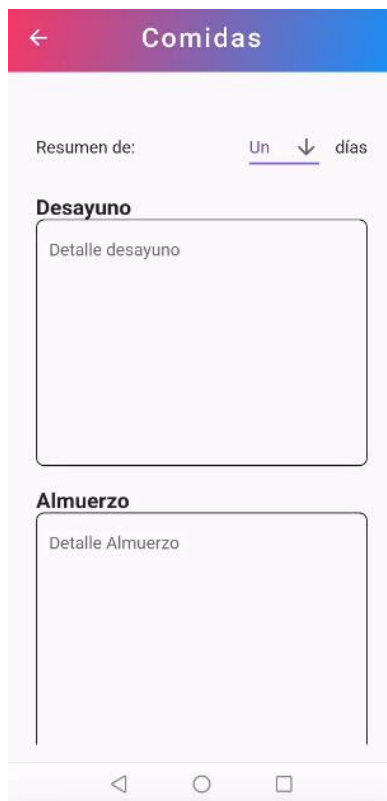 Comidas
Resumen de: Un días
Desayuno
Detalle desayuno
Almuerzo
Detalle Almuerzo